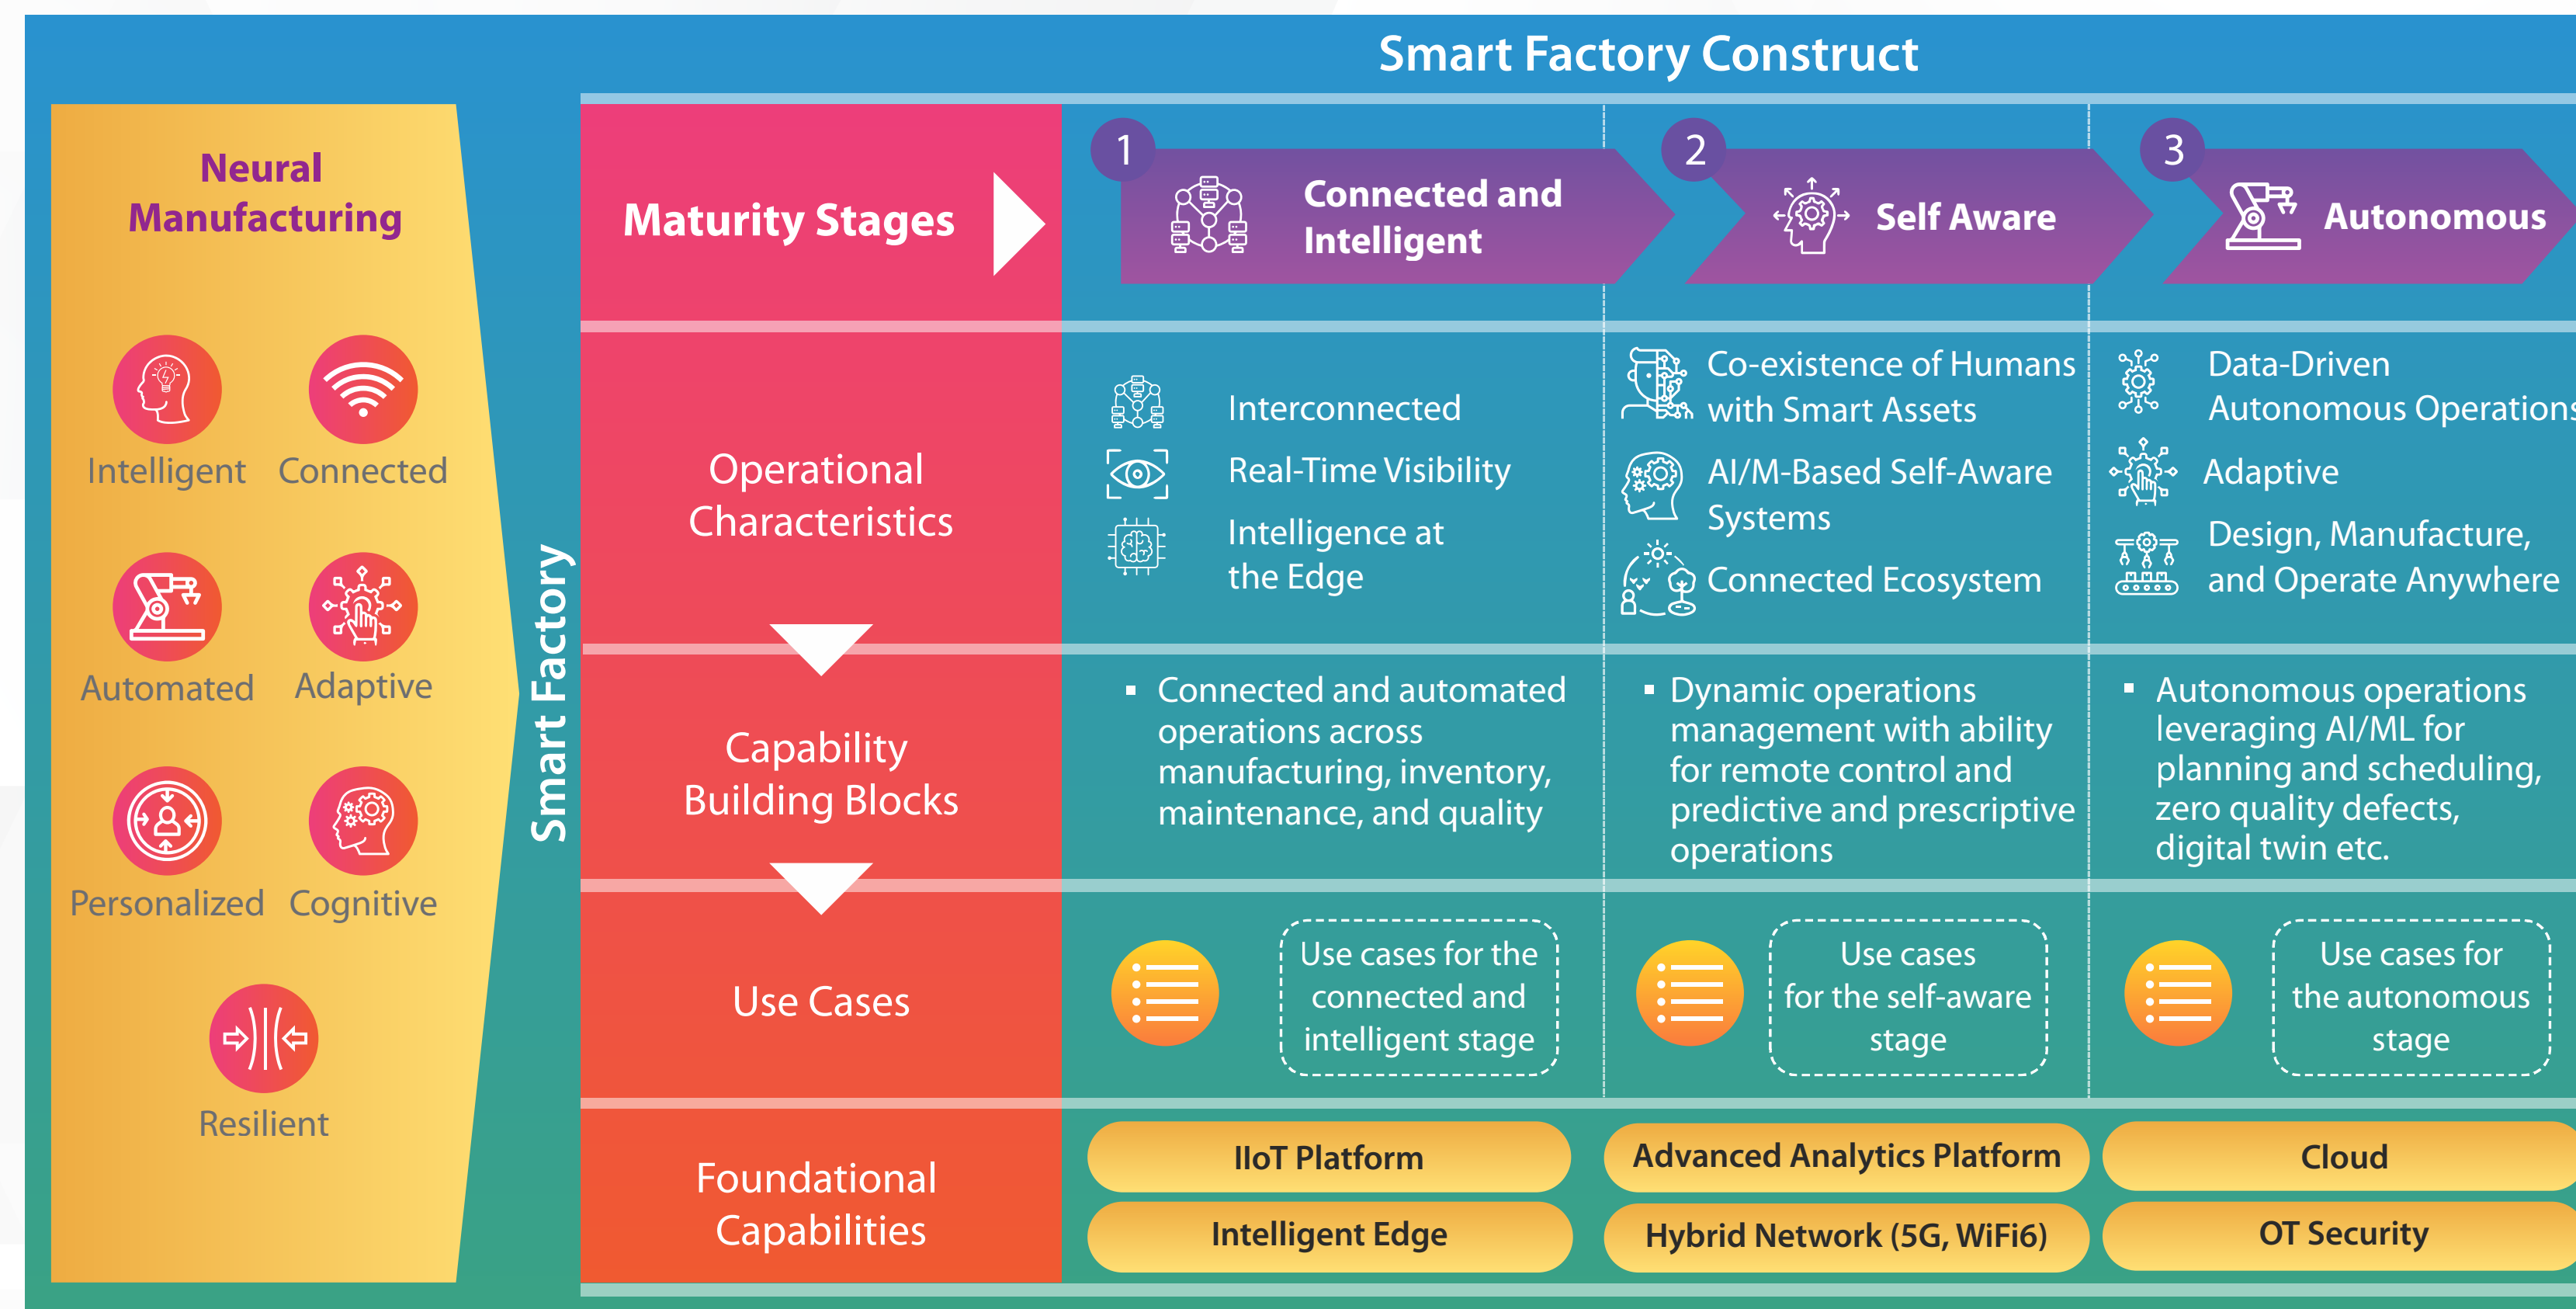 Smart Factory Construct
Neural
Manufacturing
Intelligent
Connected
Automated
Adaptive
Personalized
Cognitive
Resilient
Smart Factory
Maturity Stages
1
Connected and
Intelligent
2
Self Aware
3
Autonomous
Operational
Characteristics
Interconnected
Real-Time Visibility
Intelligence at
the Edge
Co-existence of Humans
with Smart Assets
AI/M-Based Self-Aware
Systems
Connected Ecosystem
Data-Driven
Autonomous Operations
Adaptive
Design, Manufacture,
and Operate Anywhere
Capability
Building Blocks
▪ Connected and automated
operations across
manufacturing, inventory,
maintenance, and quality
▪ Dynamic operations
management with ability
for remote control and
predictive and prescriptive
operations
▪ Autonomous operations
leveraging AI/ML for
planning and scheduling,
zero quality defects,
digital twin etc.
Use Cases
Use cases for the
connected and
intelligent stage
Use cases
for the self-aware
stage
Use cases for
the autonomous
stage
Foundational
Capabilities
IIoT Platform
Advanced Analytics Platform
Cloud
Intelligent Edge
Hybrid Network (5G, WiFi6)
OT Security